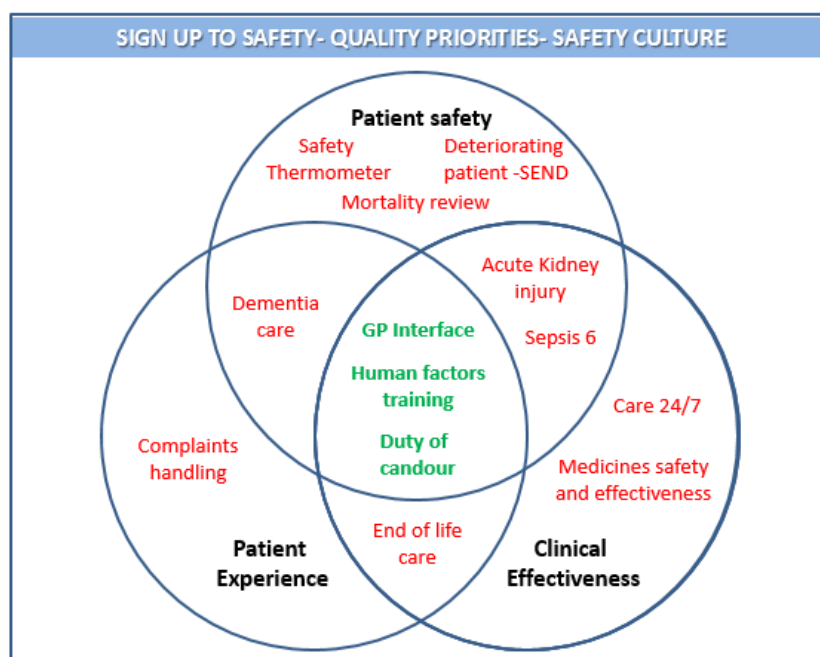 SIGN UP TO SAFETY- QUALITY PRIORITIES- SAFETY CULTURE
Patient safety
Safety
Thermometer
Deteriorating
patient -SEND
Mortality review
Acute Kidney
injury
Dementia
care
GP Interface
Sepsis 6
Human factors
training
Care 24/7
Complaints
handling
Duty of
candour
Medicines safety
and effectiveness
End of life
care
Patient
Experience
Clinical
Effectiveness